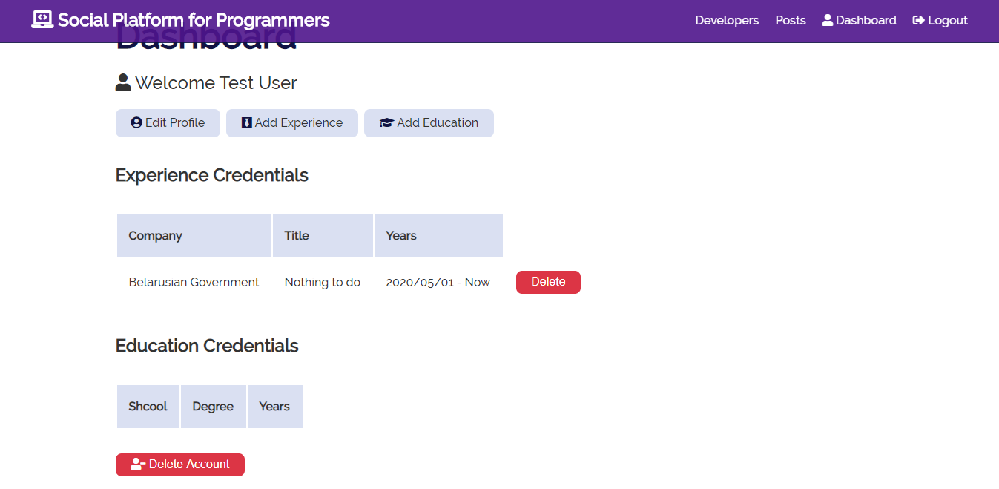 Social Platform for Programmers Developers Posts Dashboard Logout
Dashboard
Welcome Test User
Edit Profile Add Experience Add Education
Experience Credentials
Company Title Years
Belarusian Government Nothing to do 2020/05/01 - Now Delete
Education Credentials
Shcool Degree Years
Delete Account